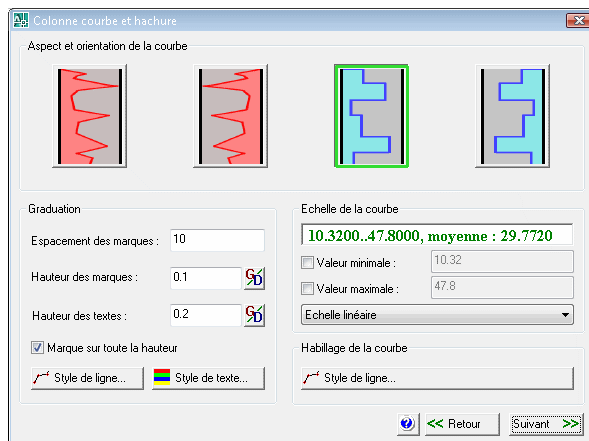 Colonne courbe et hachure
Aspect et orientation de la courbe
Graduation
Espacement des marques : 10
Hauteur des marques : 0.1
Hauteur des textes : 0.2
Marque sur toute la hauteur
Style de ligne... Style de texte...
Echelle de la courbe
10.3200..47.8000, moyenne : 29.7720
Valeur minimale : 10.32
Valeur maximale : 47.8
Echelle linéaire
Habillage de la courbe
Style de ligne...
? << Retour Suivant >>